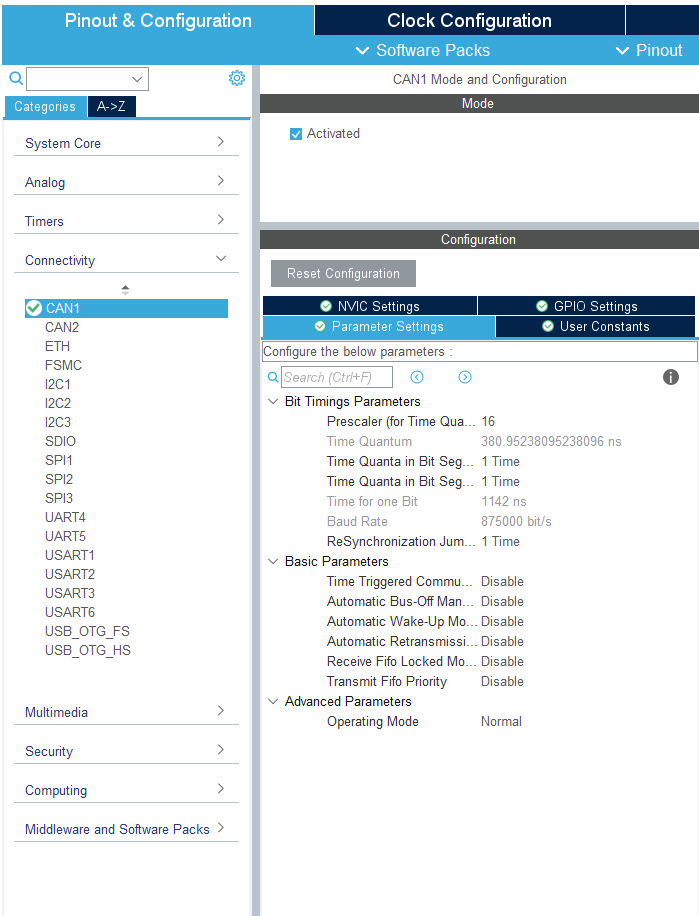 Pinout & Configuration
Clock Configuration
Software Packs
Pinout
Categories
A->Z
System Core
Analog
Timers
Connectivity
CAN1
CAN2
ETH
FSMC
I2C1
I2C2
I2C3
SDIO
SPI1
SPI2
SPI3
UART4
UART5
USART1
USART2
USART3
USART6
USB_OTG_FS
USB_OTG_HS
Multimedia
Security
Computing
Middleware and Software Packs
CAN1 Mode and Configuration
Mode
Activated
Configuration
Reset Configuration
NVIC Settings
GPIO Settings
Parameter Settings
User Constants
Configure the below parameters :
Search (Ctrl+F)
Bit Timings Parameters
Prescaler (for Time Qua... 16
Time Quantum 380.95238095238096 ns
Time Quanta in Bit Seg... 1 Time
Time Quanta in Bit Seg... 1 Time
Time for one Bit 1142 ns
Baud Rate 875000 bit/s
ReSynchronization Jum... 1 Time
Basic Parameters
Time Triggered Commu... Disable
Automatic Bus-Off Man... Disable
Automatic Wake-Up Mo... Disable
Automatic Retransmissi... Disable
Receive Fifo Locked Mo... Disable
Transmit Fifo Priority Disable
Advanced Parameters
Operating Mode Normal